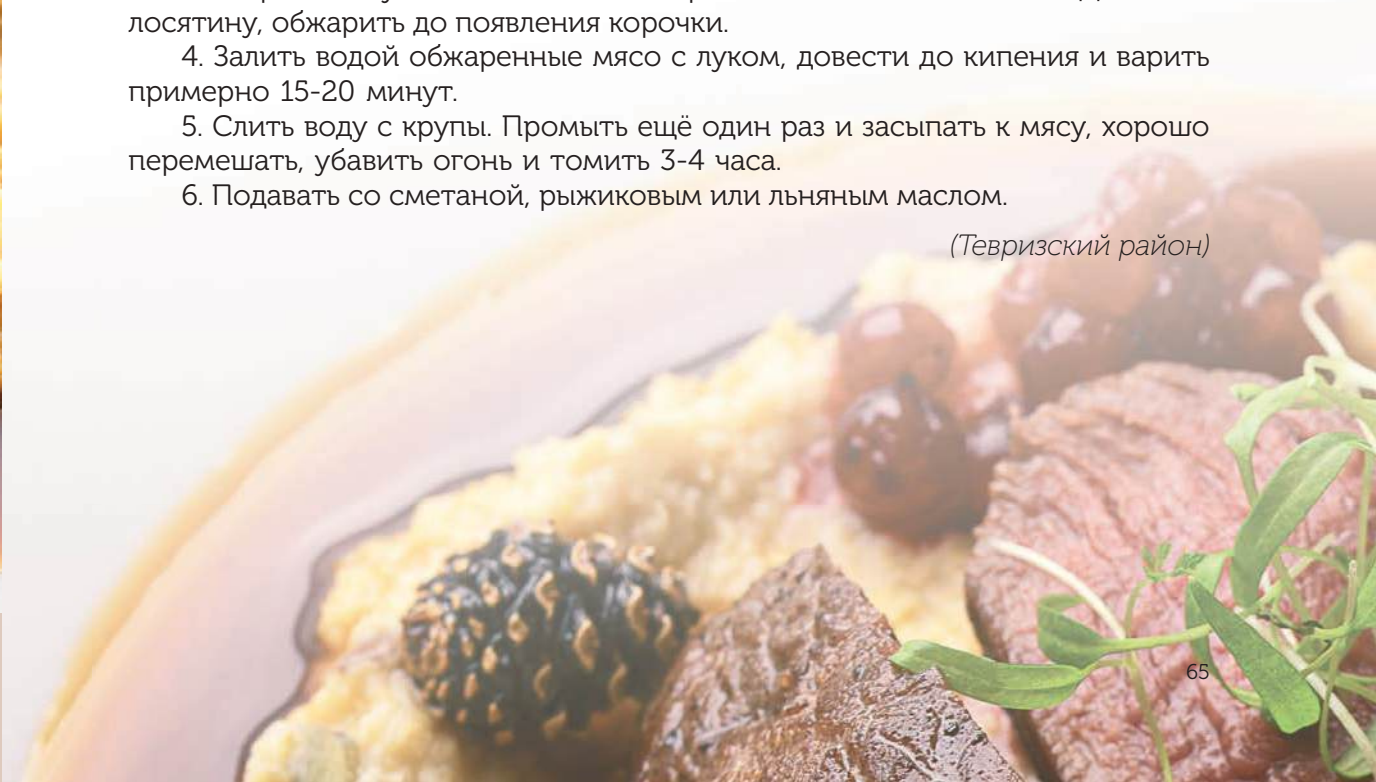 лосятину, обжарить до появления корочки.
4. Залить водой обжаренные мясо с луком, довести до кипения и варить
примерно 15-20 минут.
5. Слить воду с крупы. Промыть ещё один раз и засыпать к мясу, хорошо
перемешать, убавить огонь и томить 3-4 часа.
6. Подавать со сметаной, рыжиковым или льняным маслом.
(Тевризский район)
65